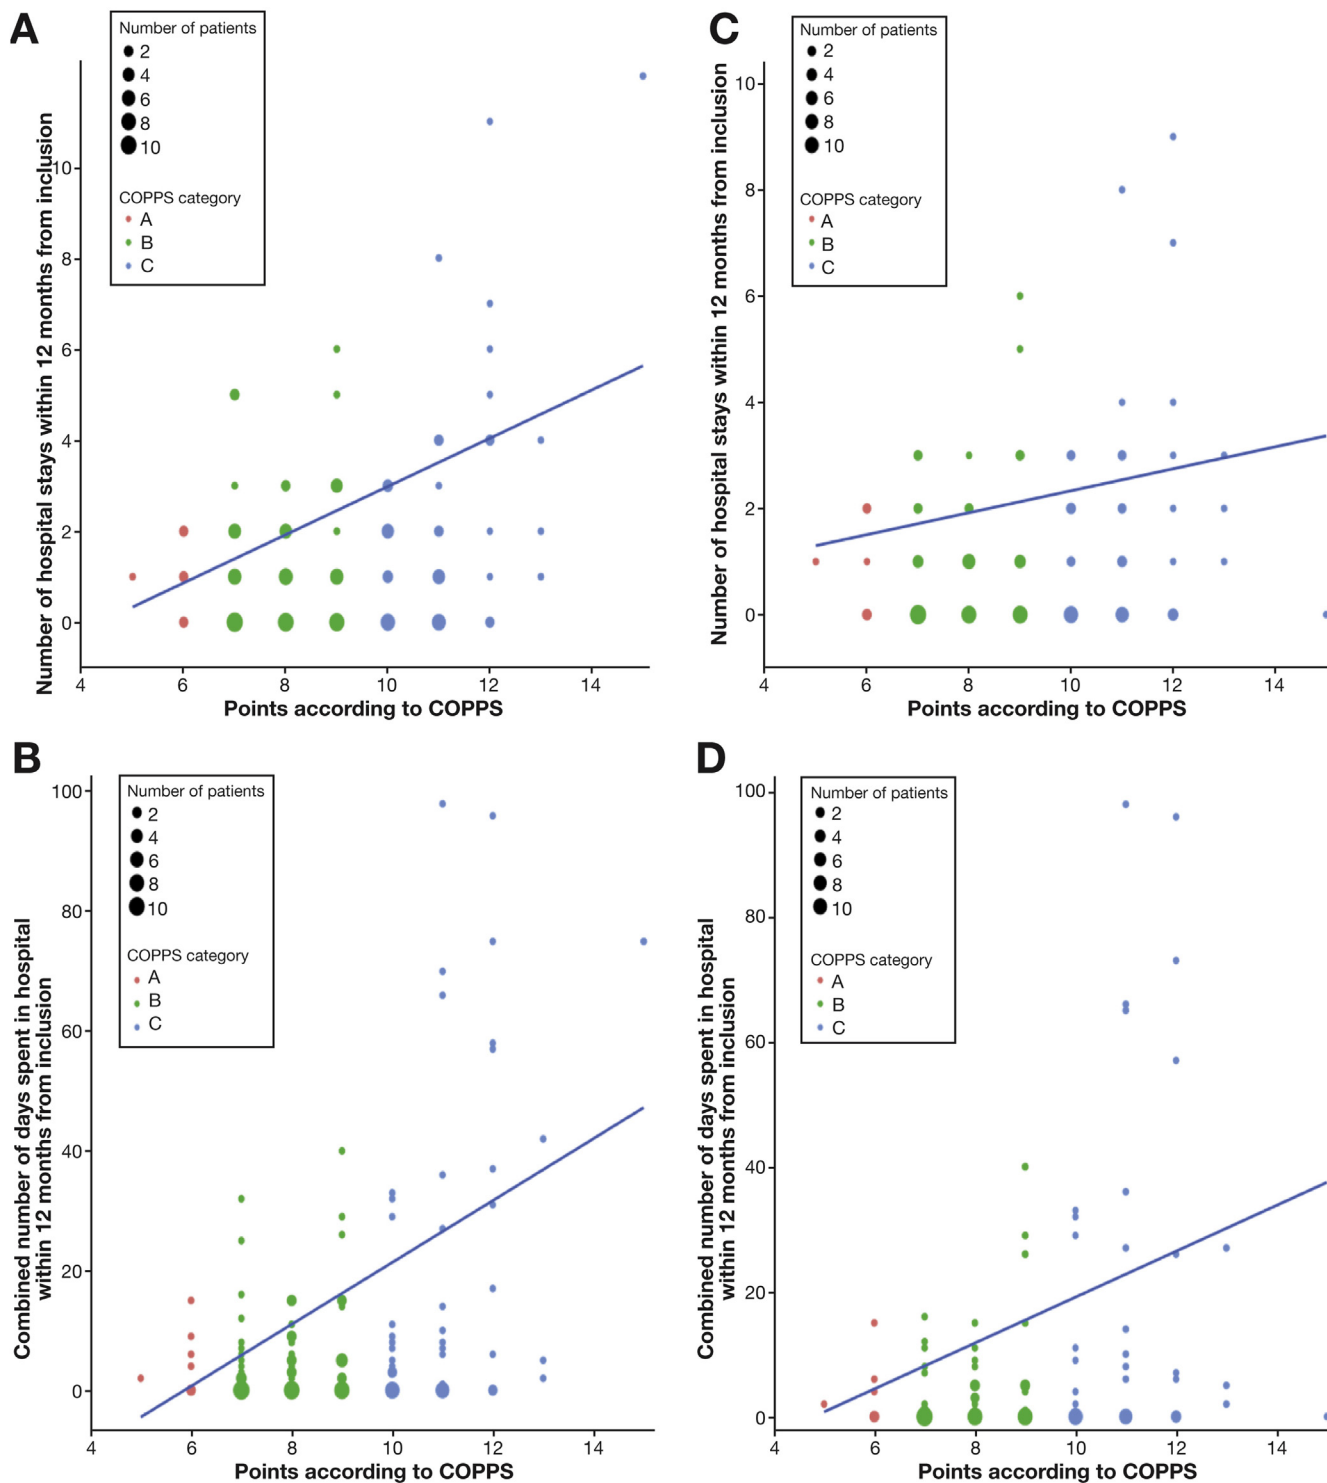 A
Number of patients
2
4
6
8
10
COPPS category
A
B
C
Number of hospital stays within 12 months from inclusion
10
8
6
4
2
0
4 6 8 10 12 14
Points according to COPPS
C
Number of patients
2
4
6
8
10
COPPS category
A
B
C
Number of hospital stays within 12 months from inclusion
10
8
6
4
2
0
4 6 8 10 12 14
Points according to COPPS
B
Number of patients
2
4
6
8
10
COPPS category
A
B
C
Combined number of days spent in hospital
within 12 months from inclusion
100
80
60
40
20
0
4 6 8 10 12 14
Points according to COPPS
D
Number of patients
2
4
6
8
10
COPPS category
A
B
C
Combined number of days spent in hospital
within 12 months from inclusion
100
80
60
40
20
0
4 6 8 10 12 14
Points according to COPPS